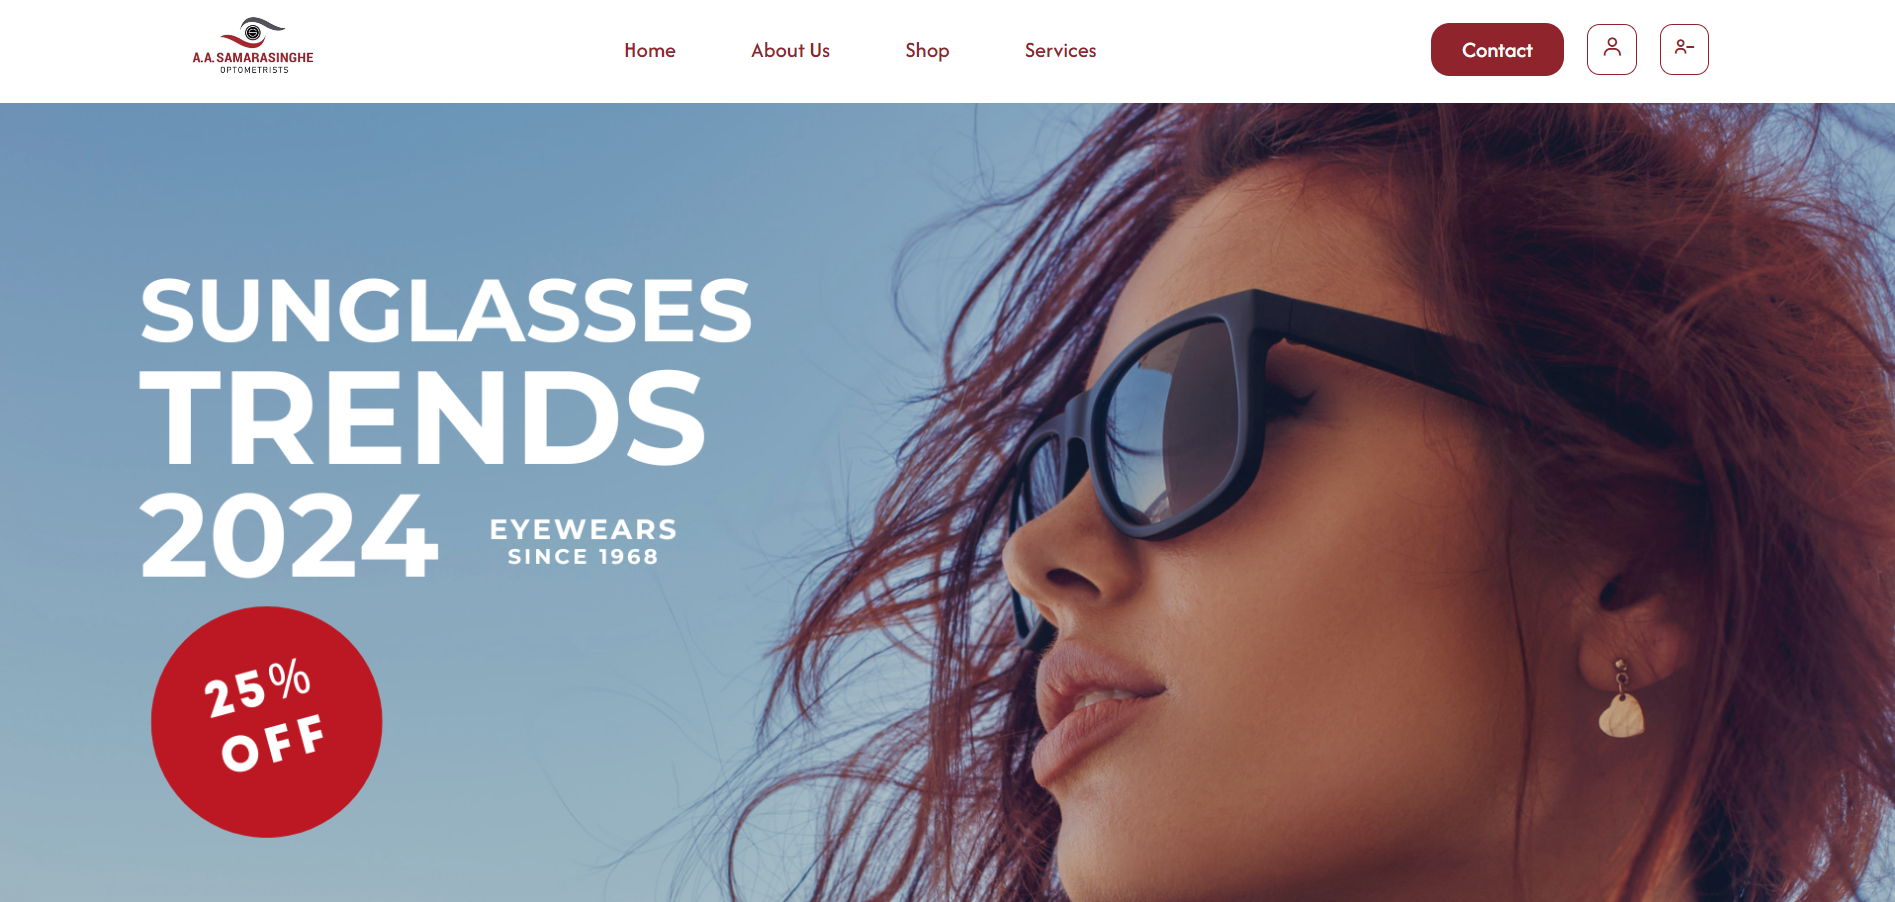 A.A. SAMARASINGHE
OPTOMETRISTS
Home
About Us
Shop
Services
Contact
SUNGLASSES
TRENDS
2024
EYEWEARS
SINCE 1968
25%
OFF